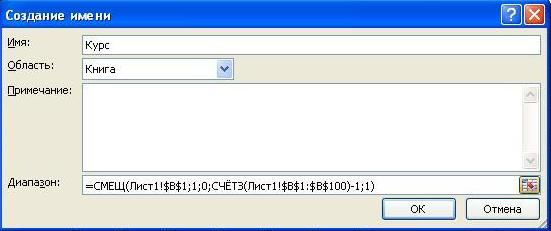 Создание имени
Имя: Курс
Область: Книга
Примечание:
Диапазон: =СМЕЩ(Лист1!$B$1;1;0;СЧЁТЗ(Лист1!$B$1:$B$100)-1;1)
ОК Отмена